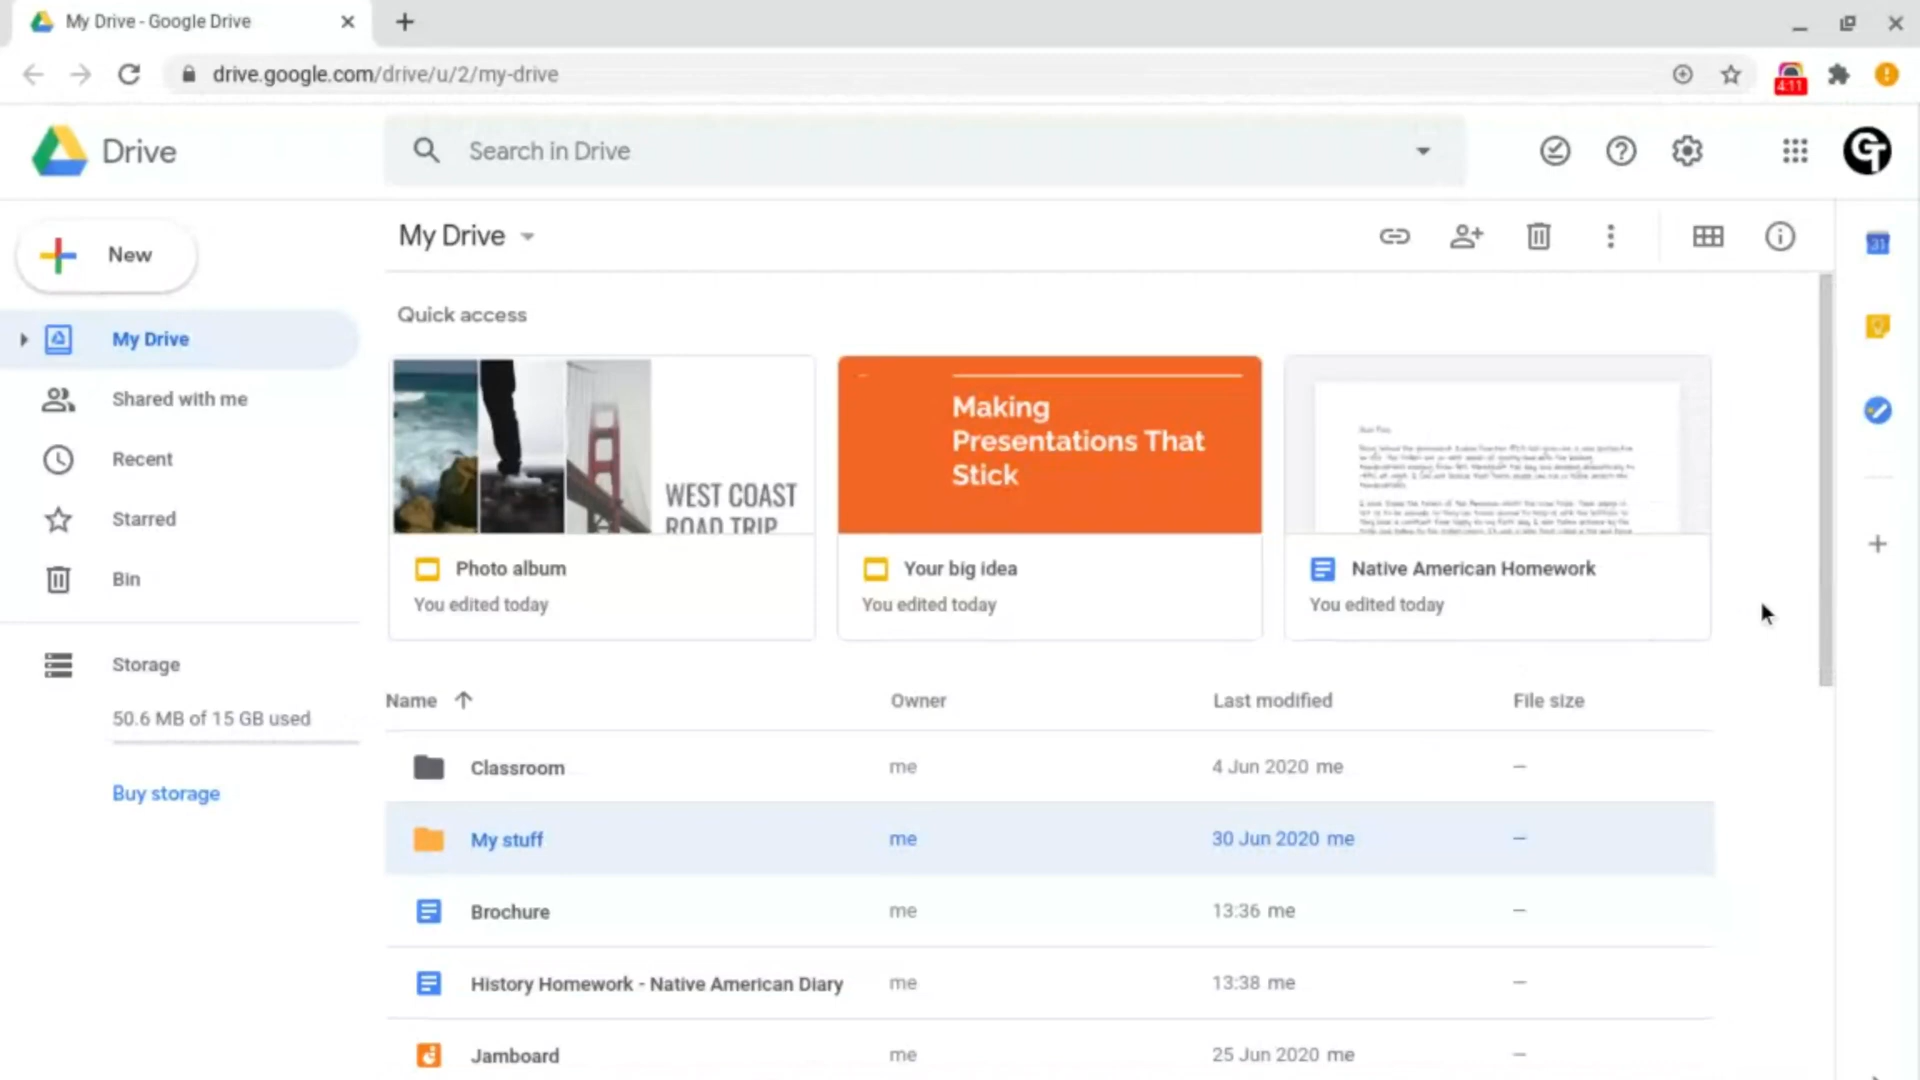 My Drive - Google Drive
drive.google.com/drive/u/2/my-drive
4:11
Drive
Search in Drive
GT
New
My Drive
Shared with me
Recent
Starred
Bin
Storage
50.6 MB of 15 GB used
Buy storage
My Drive
31
Quick access
WEST COAST
ROAD TRIP
Photo album
You edited today
Making
Presentations That
Stick
Your big idea
You edited today
Native American Homework
You edited today
Name Owner Last modified File size
Classroom me 4 Jun 2020 me –
My stuff me 30 Jun 2020 me –
Brochure me 13:36 me –
History Homework - Native American Diary me 13:38 me –
Jamboard me 25 Jun 2020 me –